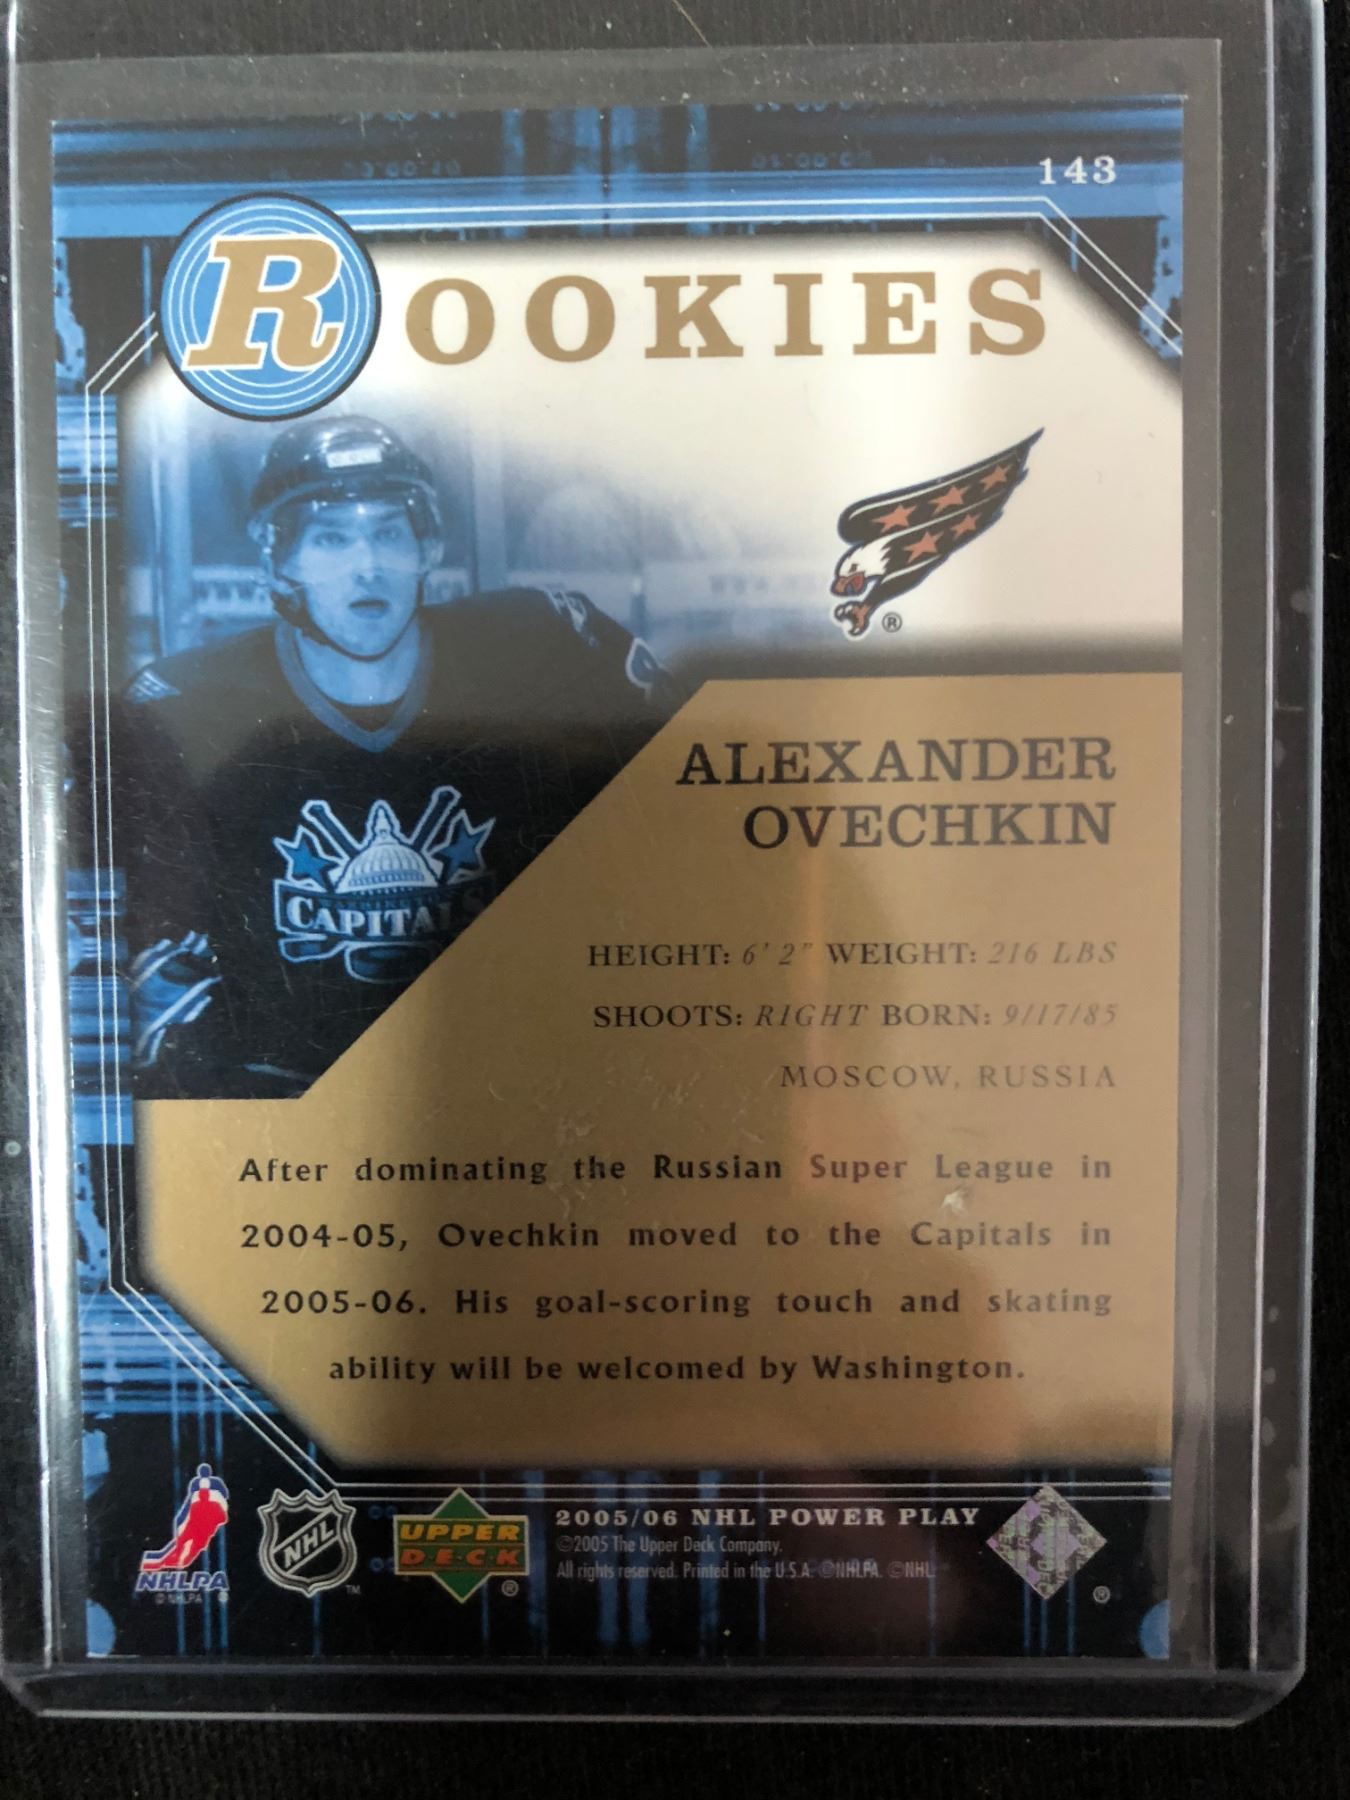 143
ROOKIES
®
WASHINGTON
CAPITALS
ALEXANDER
OVECHKIN
HEIGHT: 6' 2" WEIGHT: 216 LBS
SHOOTS: RIGHT BORN: 9/17/85
MOSCOW, RUSSIA
After dominating the Russian Super League in
2004-05, Ovechkin moved to the Capitals in
2005-06. His goal-scoring touch and skating
ability will be welcomed by Washington.
NHLPA
© NHLPA ®
NHL
™
UPPER
DECK
®
2005/06 NHL POWER PLAY
©2005 The Upper Deck Company.
All rights reserved. Printed in the U.S.A. ©NHLPA. ©NHL.
®